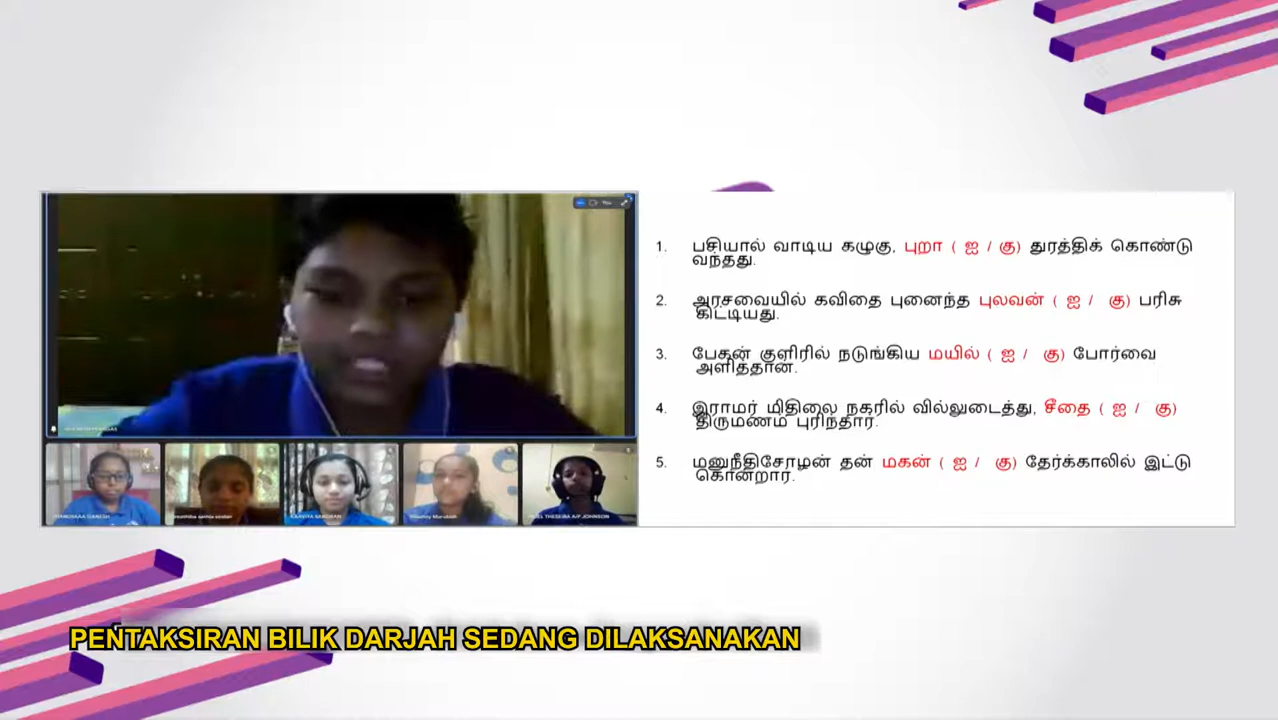 1. பசியால் வாடிய கழுகு, புறா ( ஐ / கு) துரத்திக் கொண்டு
வந்தது.
2. அரசவையில் கவிதை புனைந்த புலவன் ( ஐ / கு) பரிசு
கிட்டியது.
3. பேகன் குளிரில் நடுங்கிய மயில் ( ஐ / கு) போர்வை
அளித்தான்.
4. இராமர் மிதிலை நகரில் வில்லுடைத்து, சீதை ( ஐ / கு)
திருமணம் புரிந்தார்.
5. மனுநீதிசோழன் தன் மகன் ( ஐ / கு) தேர்க்காலில் இட்டு
கொன்றார்.
PENTAKSIRAN BILIK DARJAH SEDANG DILAKSANAKAN